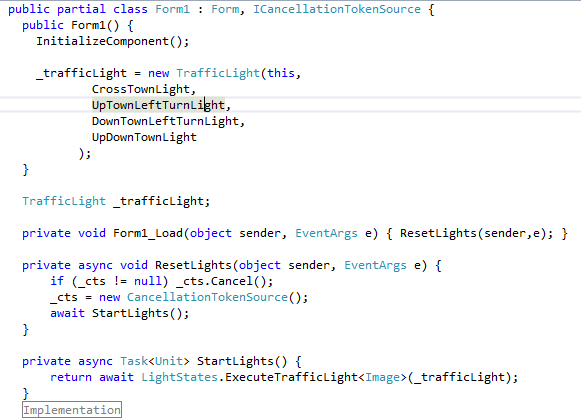 public partial class Form1 : Form, ICancellationTokenSource {
public Form1() {
InitializeComponent();
_trafficLight = new TrafficLight(this,
CrossTownLight,
UpTownLeftTurnLight,
DownTownLeftTurnLight,
UpDownTownLight
);
}
TrafficLight _trafficLight;
private void Form1_Load(object sender, EventArgs e) { ResetLights(sender,e); }
private async void ResetLights(object sender, EventArgs e) {
if (_cts != null) _cts.Cancel();
_cts = new CancellationTokenSource();
await StartLights();
}
private async Task<Unit> StartLights() {
return await LightStates.ExecuteTrafficLight<Image>(_trafficLight);
}
Implementation